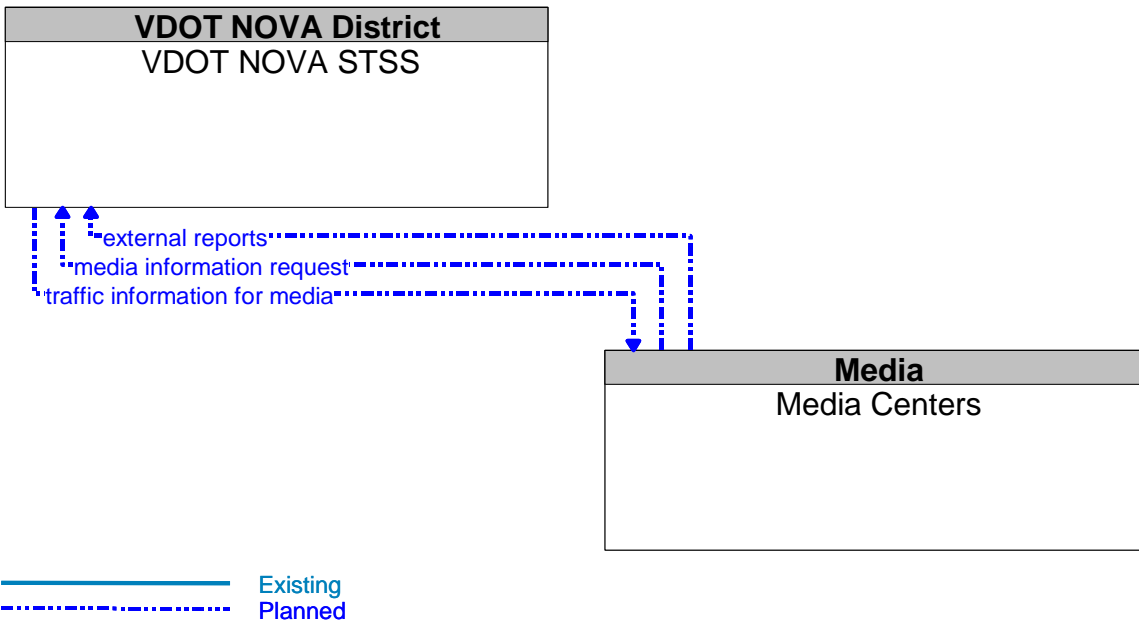 VDOT NOVA District
VDOT NOVA STSS
external reports
media information request
traffic information for media
Media
Media Centers
Existing
Planned